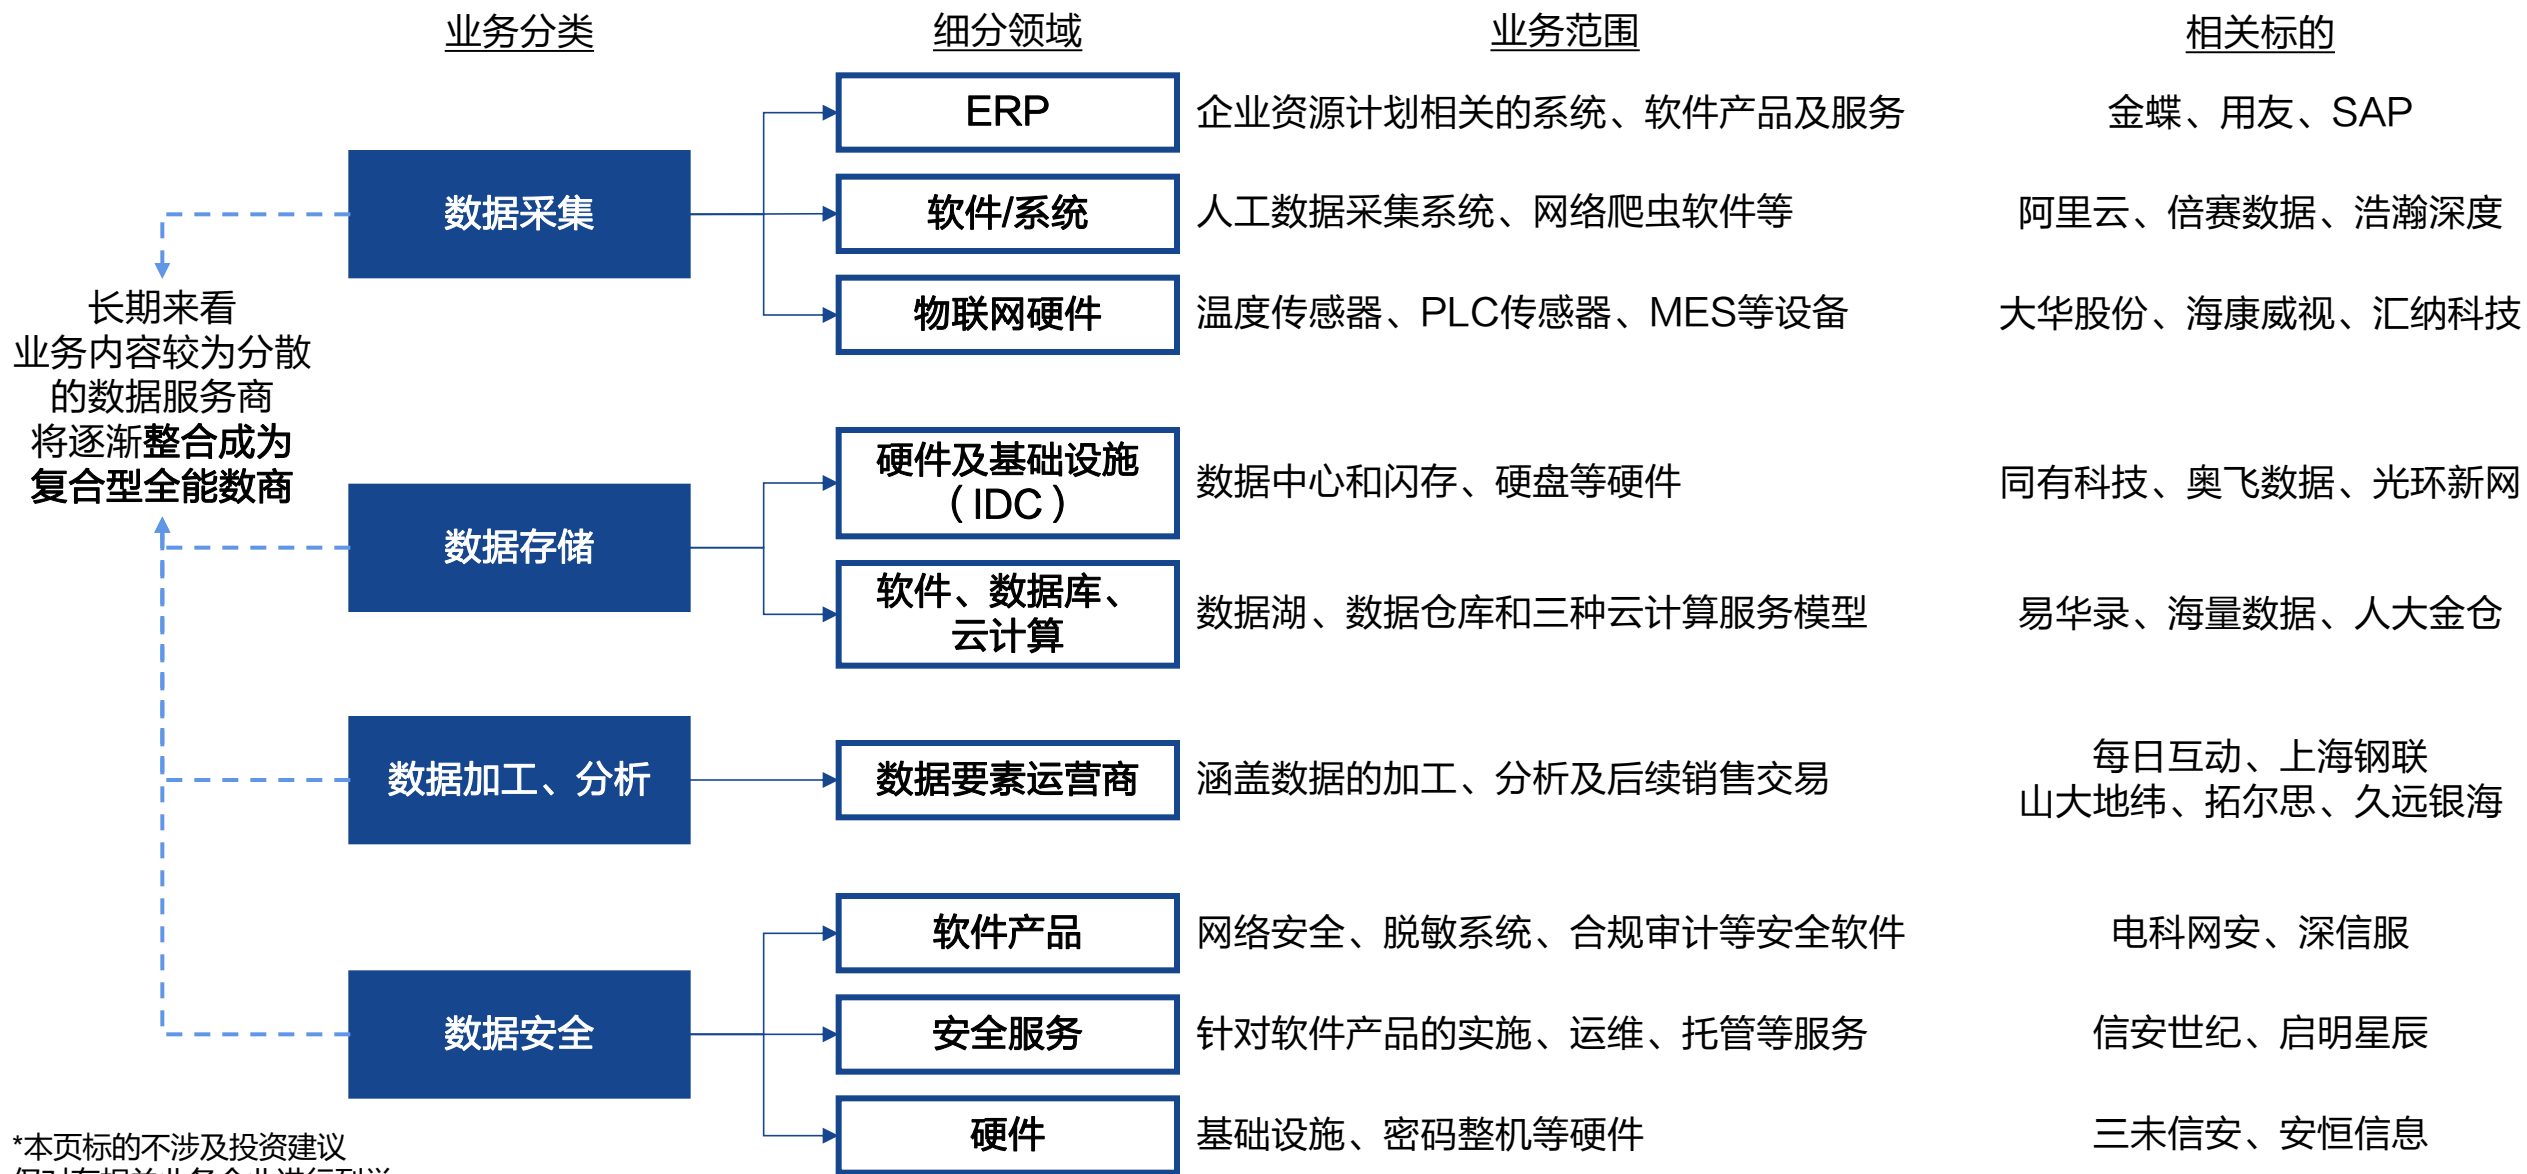 业务分类
细分领域
业务范围
相关标的
ERP
企业资源计划相关的系统、软件产品及服务
金蝶、用友、SAP
数据采集
软件/系统
人工数据采集系统、网络爬虫软件等
阿里云、倍赛数据、浩瀚深度
物联网硬件
温度传感器、PLC传感器、MES等设备
大华股份、海康威视、汇纳科技
长期来看
业务内容较为分散
的数据服务商
将逐渐整合成为
复合型全能数商
数据存储
硬件及基础设施
（IDC）
数据中心和闪存、硬盘等硬件
同有科技、奥飞数据、光环新网
软件、数据库、
云计算
数据湖、数据仓库和三种云计算服务模型
易华录、海量数据、人大金仓
数据加工、分析
数据要素运营商
涵盖数据的加工、分析及后续销售交易
每日互动、上海钢联
山大地纬、拓尔思、久远银海
数据安全
软件产品
网络安全、脱敏系统、合规审计等安全软件
电科网安、深信服
安全服务
针对软件产品的实施、运维、托管等服务
信安世纪、启明星辰
硬件
基础设施、密码整机等硬件
三未信安、安恒信息
*本页标的不涉及投资建议